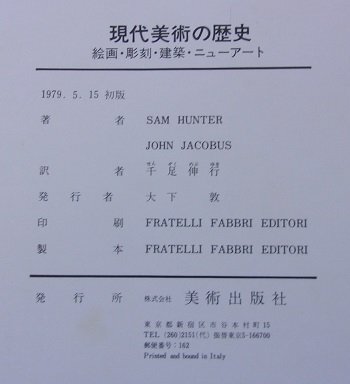 現代美術の歴史
絵画・彫刻・建築・ニューアート
1979. 5. 15 初版
著者 SAM HUNTER
JOHN JACOBUS
訳者 千足伸行
発行者 大下敦
印刷 FRATELLI FABBRI EDITORI
製本 FRATELLI FABBRI EDITORI
発行所 株式会社 美術出版社
東京都新宿区市谷本村町15
TEL (260)2151(代) 振替東京5-166700
郵便番号:162
Printed and bound in Italy